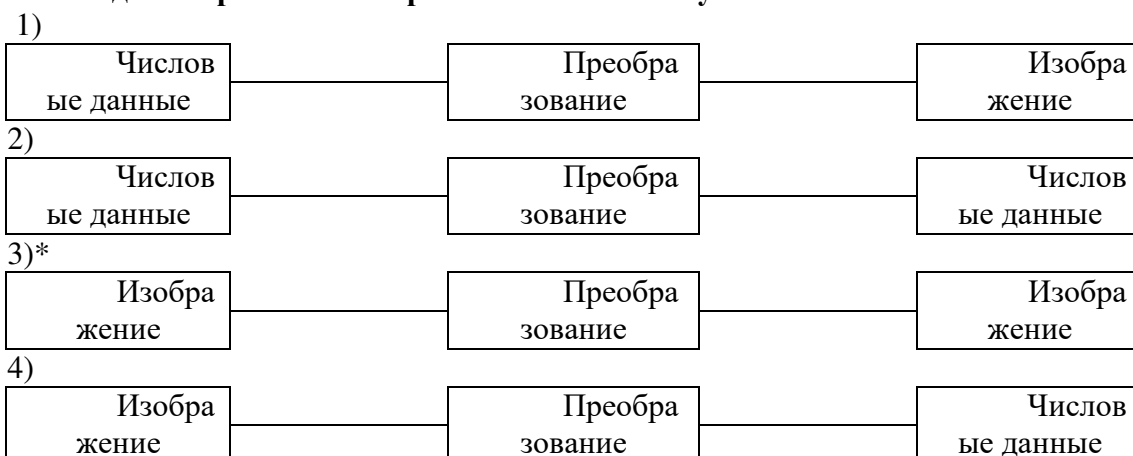 1)
Числов Преобра Изобра
ые данные зование жение
2)
Числов Преобра Числов
ые данные зование ые данные
3)*
Изобра Преобра Изобра
жение зование жение
4)
Изобра Преобра Числов
жение зование ые данные